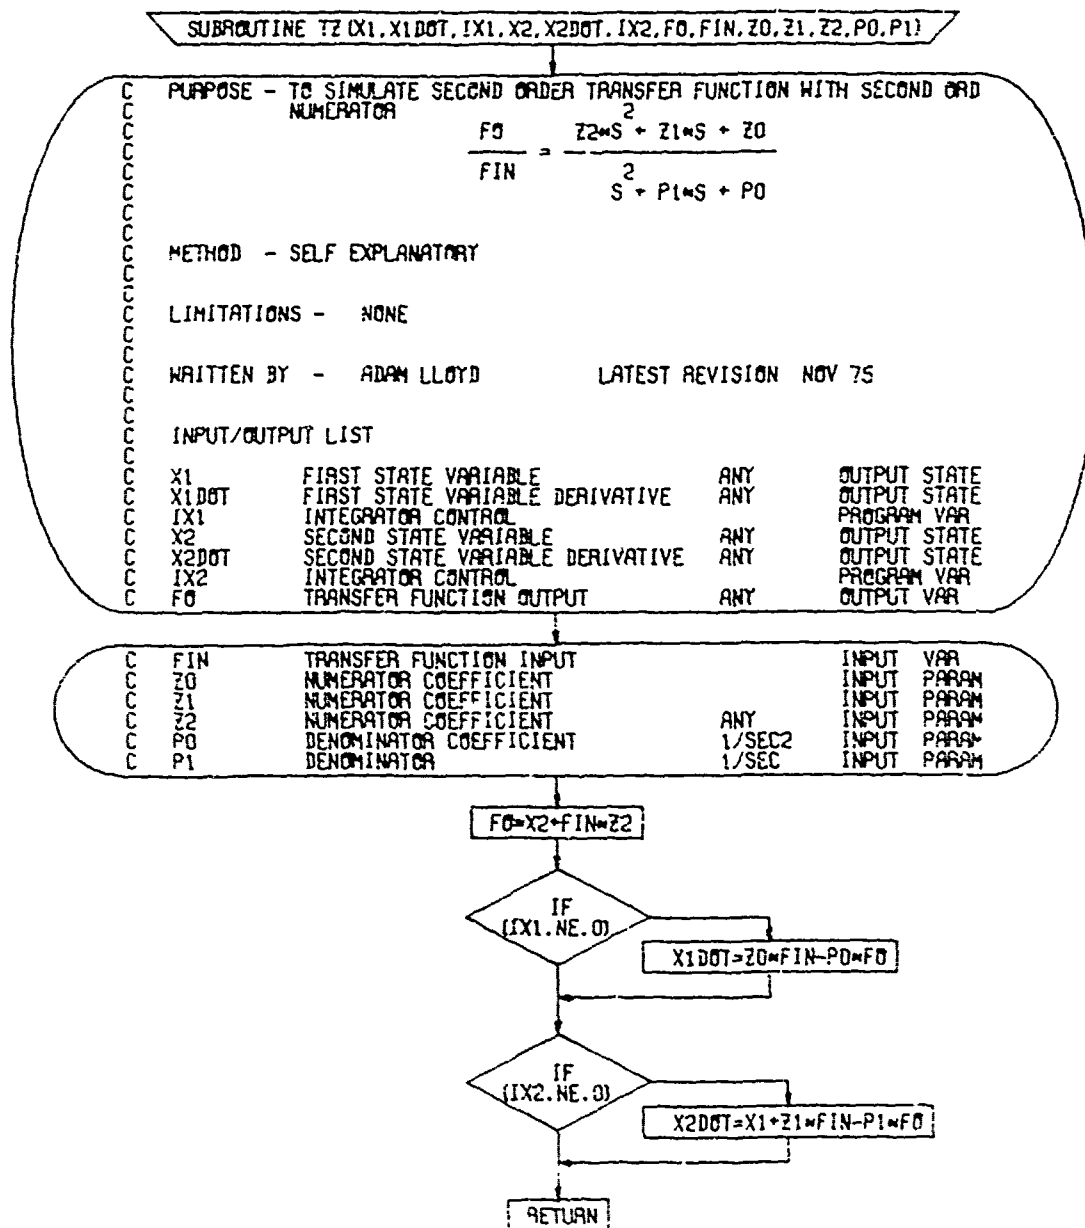 SUBROUTINE TZ(X1,X1DOT,IX1,X2,X2DOT,IX2,FO,FIN,Z0,Z1,Z2,P0,P1)
C PURPOSE - TO SIMULATE SECOND ORDER TRANSFER FUNCTION WITH SECOND ORD
C NUMERATOR 2
C FO Z2*S + Z1*S + Z0
C --- = ---
C FIN 2
C S + P1*S + P0
C
C
C METHOD - SELF EXPLANATORY
C
C
C LIMITATIONS - NONE
C
C
C WRITTEN BY - ADAM LLOYD LATEST REVISION NOV 75
C
C
C INPUT/OUTPUT LIST
C
C X1 FIRST STATE VARIABLE ANY OUTPUT STATE
C X1DOT FIRST STATE VARIABLE DERIVATIVE ANY OUTPUT STATE
C IX1 INTEGRATOR CONTROL PROGRAM VAR
C X2 SECOND STATE VARIABLE ANY OUTPUT STATE
C X2DOT SECOND STATE VARIABLE DERIVATIVE ANY OUTPUT STATE
C IX2 INTEGRATOR CONTROL PROGRAM VAR
C FO TRANSFER FUNCTION OUTPUT ANY OUTPUT VAR
C FIN TRANSFER FUNCTION INPUT INPUT VAR
C Z0 NUMERATOR COEFFICIENT INPUT PARAM
C Z1 NUMERATOR COEFFICIENT INPUT PARAM
C Z2 NUMERATOR COEFFICIENT ANY INPUT PARAM
C P0 DENOMINATOR COEFFICIENT 1/SEC2 INPUT PARAM
C P1 DENOMINATOR 1/SEC INPUT PARAM
FO=X2+FIN*Z2
IF
(IX1.NE.0)
X1DOT=Z0*FIN-P0*FO
IF
(IX2.NE.0)
X2DOT=X1+Z1*FIN-P1*FO
RETURN